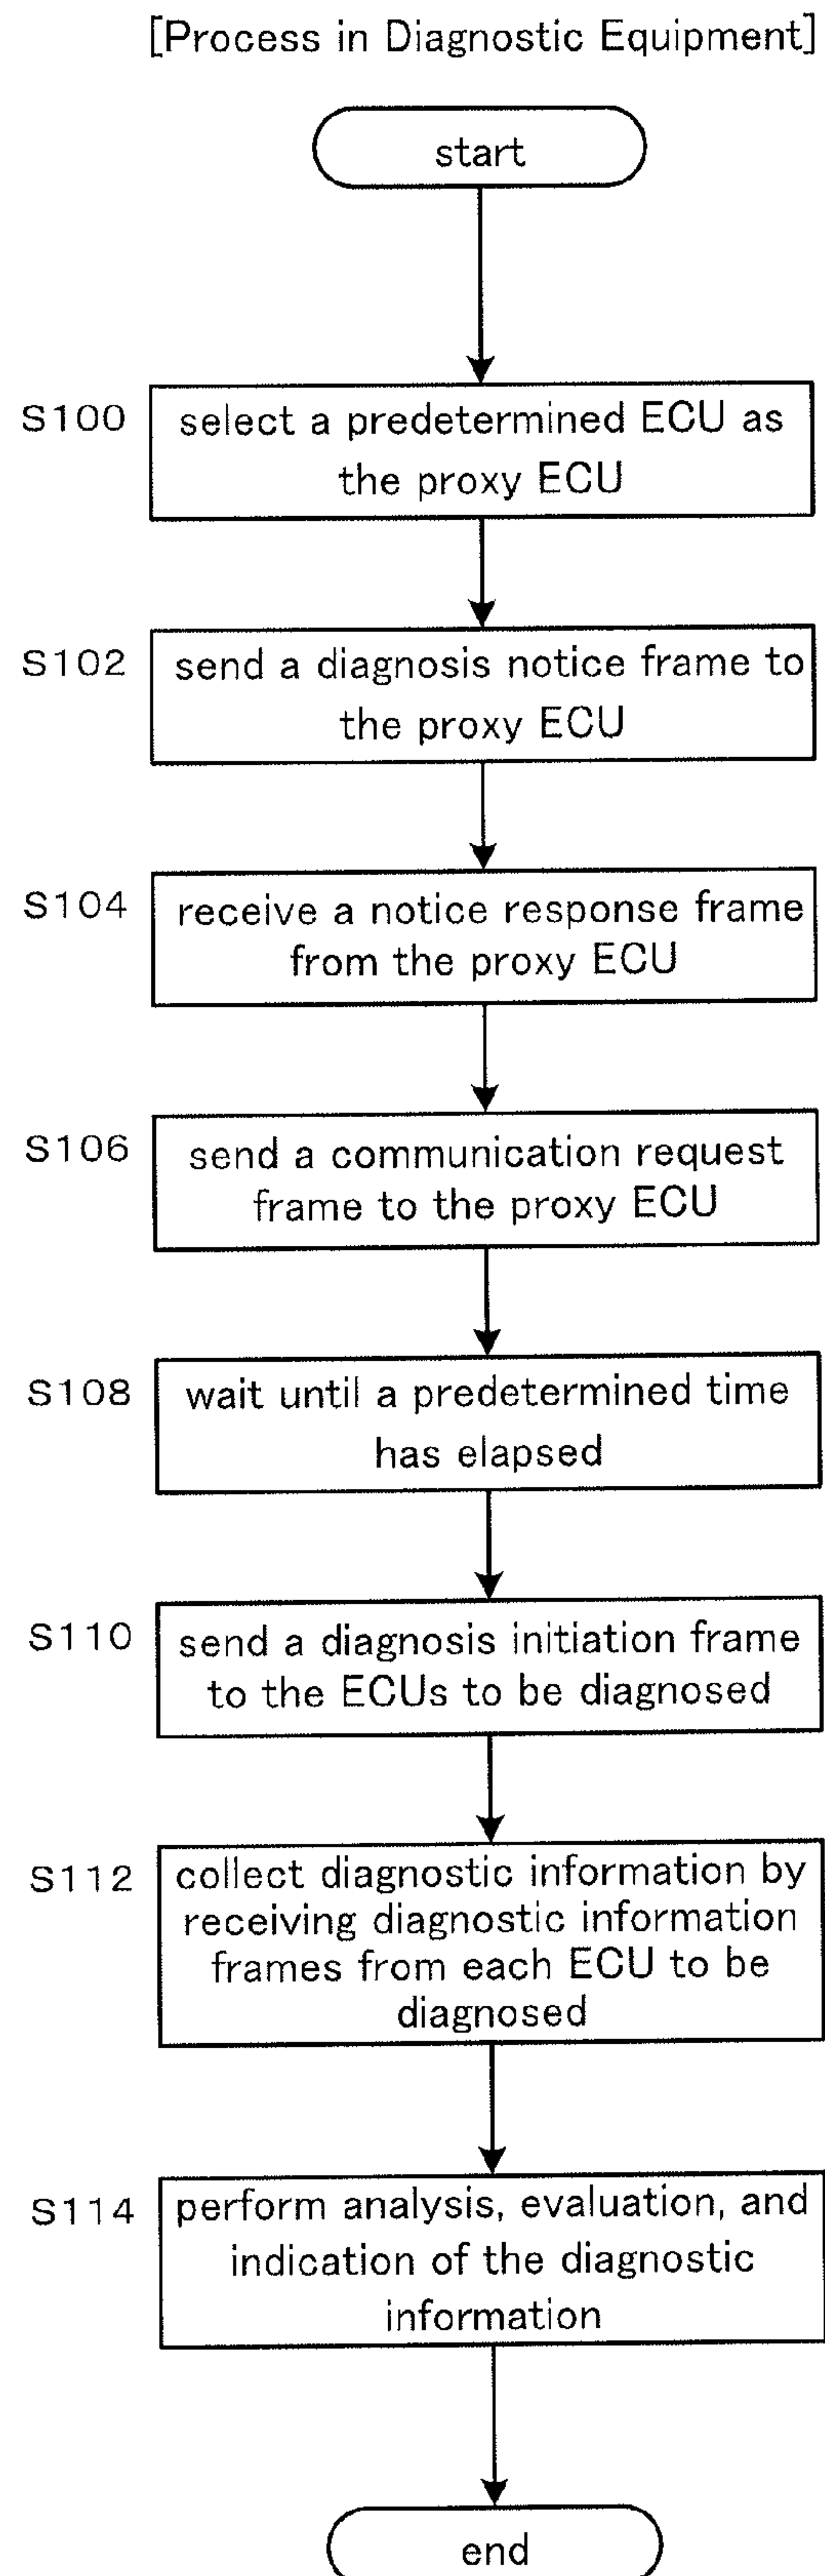 [Process in Diagnostic Equipment]
start
S100
select a predetermined ECU as
the proxy ECU
S102
send a diagnosis notice frame to
the proxy ECU
S104
receive a notice response frame
from the proxy ECU
S106
send a communication request
frame to the proxy ECU
S108
wait until a predetermined time
has elapsed
S110
send a diagnosis initiation frame
to the ECUs to be diagnosed
S112
collect diagnostic information by
receiving diagnostic information
frames from each ECU to be
diagnosed
S114
perform analysis, evaluation, and
indication of the diagnostic
information
end